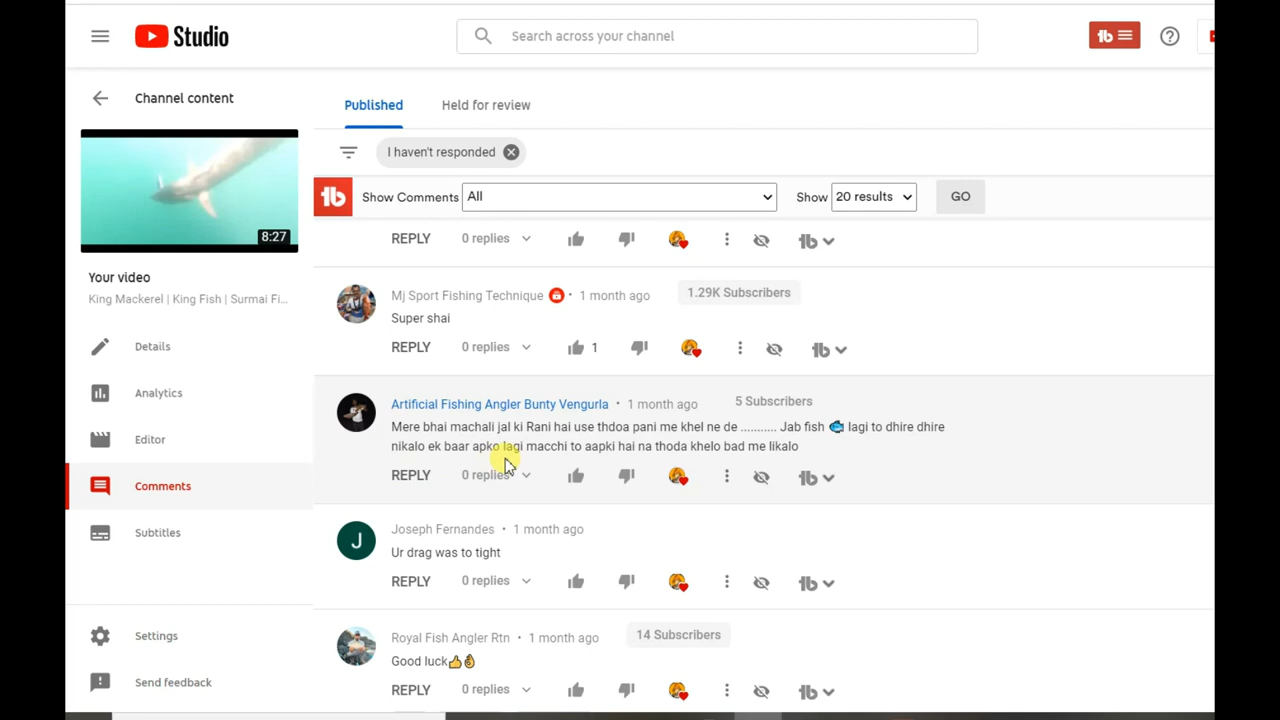 Studio
Search across your channel
Channel content
Published
Held for review
I haven't responded
8:27
Show Comments All
Show 20 results
GO
REPLY 0 replies
Your video
King Mackerel | King Fish | Surmai Fi...
Mj Sport Fishing Technique • 1 month ago 1.29K Subscribers
Super shai
REPLY 0 replies 1
Details
Analytics
Editor
Comments
Subtitles
Artificial Fishing Angler Bunty Vengurla • 1 month ago 5 Subscribers
Mere bhai machali jal ki Rani hai use thdoa pani me khel ne de .......... Jab fish 🐟 lagi to dhire dhire
nikalo ek baar apko lagi macchi to aapki hai na thoda khelo bad me likalo
REPLY 0 replies
J
Joseph Fernandes • 1 month ago
Ur drag was to tight
REPLY 0 replies
Royal Fish Angler Rtn • 1 month ago 14 Subscribers
Good luck👍👌
REPLY 0 replies
Settings
Send feedback